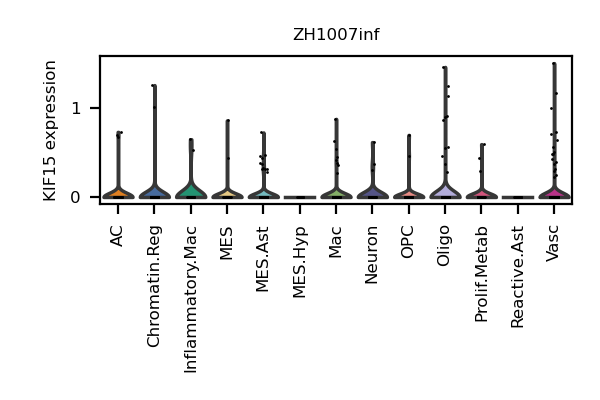 ZH1007inf
KIF15 expression
1
0
AC
Chromatin.Reg
Inflammatory.Mac
MES
MES.Ast
MES.Hyp
Mac
Neuron
OPC
Oligo
Prolif.Metab
Reactive.Ast
Vasc